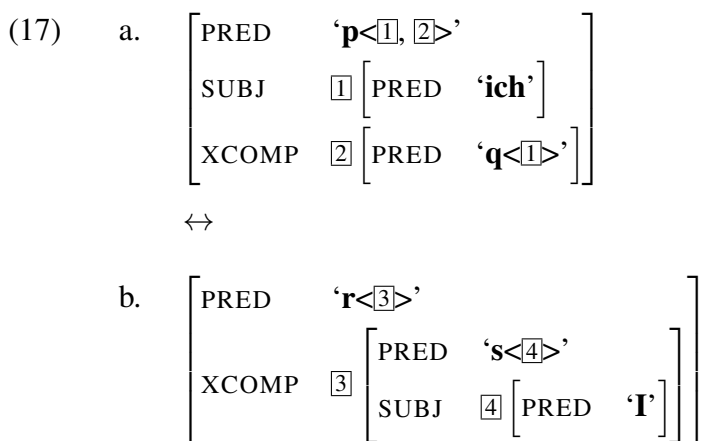 (17) a. PRED ‘p<1, 2>’
SUBJ 1 PRED ‘ich’
XCOMP 2 PRED ‘q<1>’
↔
b. PRED ‘r<3>’
XCOMP 3 PRED ‘s<4>’
SUBJ 4 PRED ‘I’